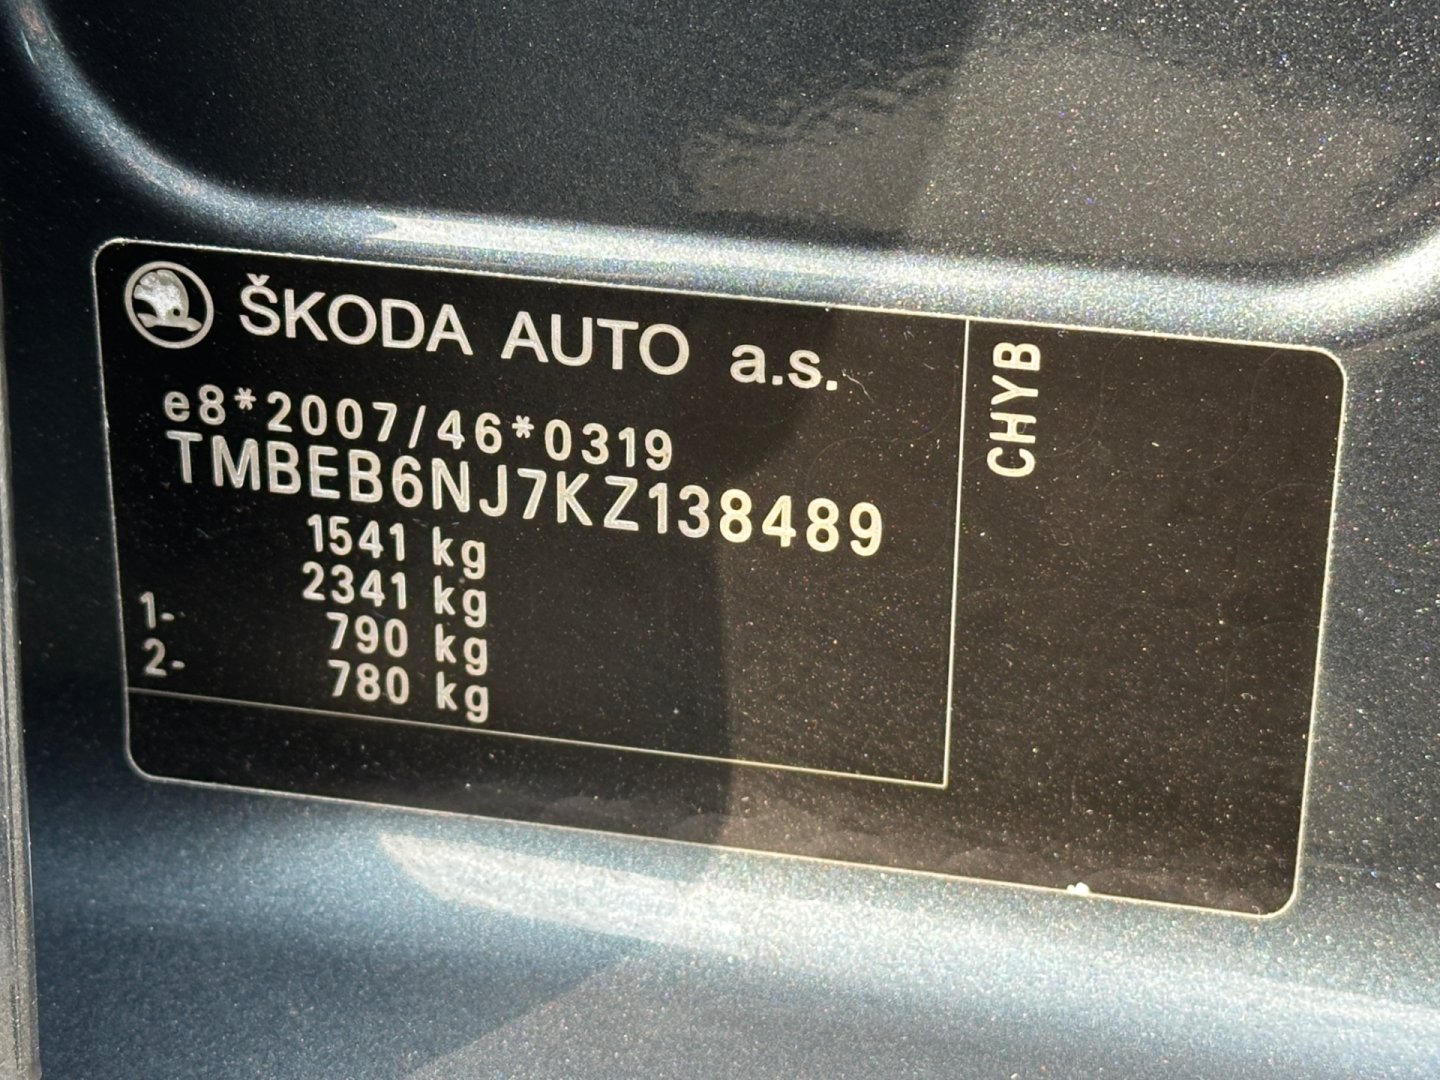 ŠKODA AUTO a.s.
e8*2007/46*0319
TMBEB6NJ7KZ138489
1541 kg
2341 kg
1- 790 kg
2- 780 kg
CHYB